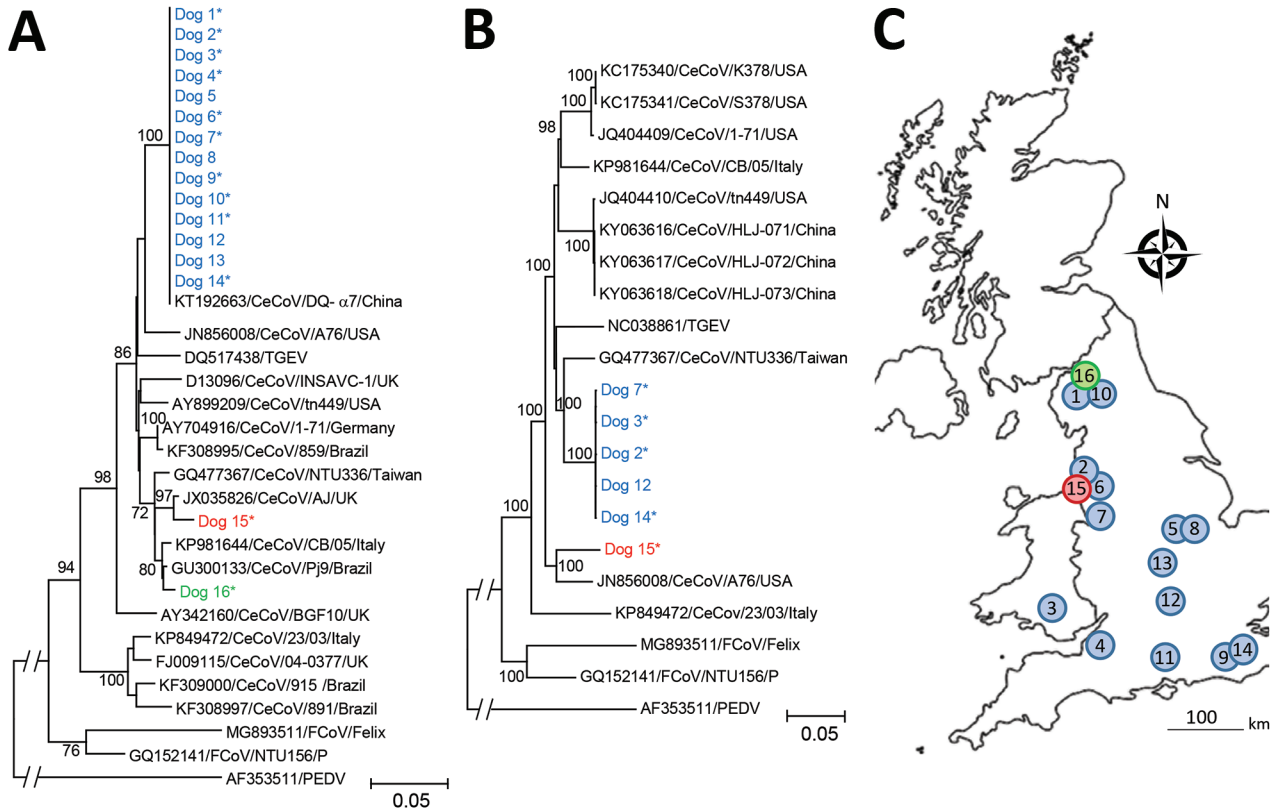 A
Dog 1*
Dog 2*
Dog 3*
Dog 4*
Dog 5
Dog 6*
Dog 7*
Dog 8
Dog 9*
Dog 10*
Dog 11*
Dog 12
Dog 13
Dog 14*
KT192663/CeCoV/DQ- α7/China
JN856008/CeCoV/A76/USA
DQ517438/TGEV
D13096/CeCoV/INSAVC-1/UK
AY899209/CeCoV/tn449/USA
AY704916/CeCoV/1-71/Germany
KF308995/CeCoV/859/Brazil
GQ477367/CeCoV/NTU336/Taiwan
JX035826/CeCoV/AJ/UK
Dog 15*
KP981644/CeCoV/CB/05/Italy
GU300133/CeCoV/Pj9/Brazil
Dog 16*
AY342160/CeCoV/BGF10/UK
KP849472/CeCoV/23/03/Italy
FJ009115/CeCoV/04-0377/UK
KF309000/CeCoV/915 /Brazil
KF308997/CeCoV/891/Brazil
MG893511/FCoV/Felix
GQ152141/FCoV/NTU156/P
AF353511/PEDV
100
86
100
98
97
72
80
94
100
76
0.05
B
KC175340/CeCoV/K378/USA
KC175341/CeCoV/S378/USA
JQ404409/CeCoV/1-71/USA
KP981644/CeCoV/CB/05/Italy
JQ404410/CeCoV/tn449/USA
KY063616/CeCoV/HLJ-071/China
KY063617/CeCoV/HLJ-072/China
KY063618/CeCoV/HLJ-073/China
NC038861/TGEV
GQ477367/CeCoV/NTU336/Taiwan
Dog 7*
Dog 3*
Dog 2*
Dog 12
Dog 14*
Dog 15*
JN856008/CeCoV/A76/USA
KP849472/CeCov/23/03/Italy
MG893511/FCoV/Felix
GQ152141/FCoV/NTU156/P
AF353511/PEDV
100
100
98
100
100
100
100
100
100
100
100
0.05
C
N
16
1
10
2
15
6
7
5
8
13
12
3
4
11
9
14
100
km